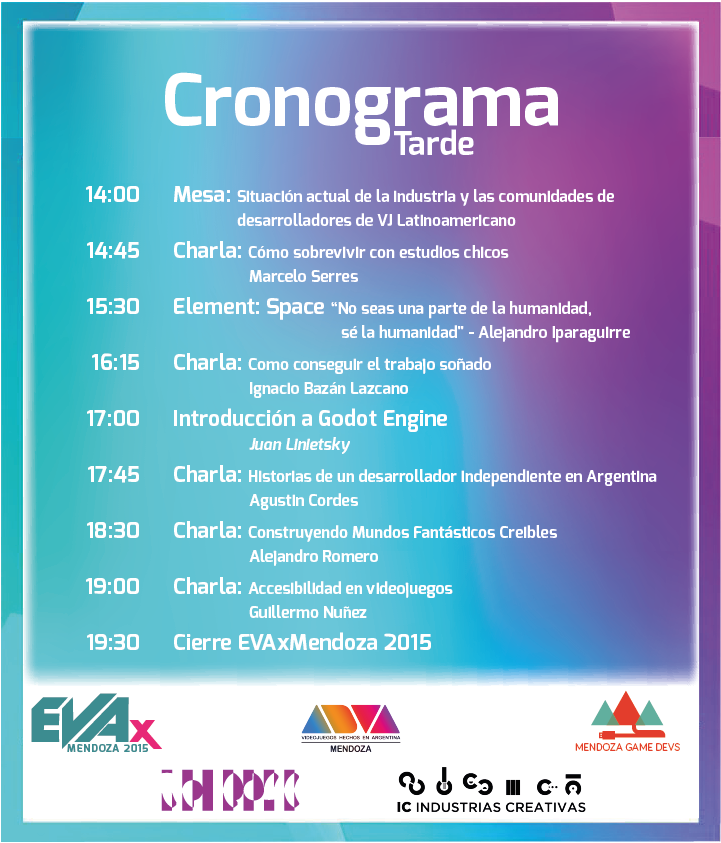 Cronograma
Tarde
14:00 Mesa: Situación actual de la industria y las comunidades de
desarrolladores de VJ Latinoamericano
14:45 Charla: Cómo sobrevivir con estudios chicos
Marcelo Serres
15:30 Element: Space “No seas una parte de la humanidad,
sé la humanidad" - Alejandro Iparaguirre
16:15 Charla: Como conseguir el trabajo soñado
Ignacio Bazán Lazcano
17:00 Introducción a Godot Engine
Juan Linietsky
17:45 Charla: Historias de un desarrollador independiente en Argentina
Agustin Cordes
18:30 Charla: Construyendo Mundos Fantásticos Creibles
Alejandro Romero
19:00 Charla: Accesibilidad en videojuegos
Guillermo Nuñez
19:30 Cierre EVAxMendoza 2015
EVAx
MENDOZA 2015
ADVA
VIDEOJUEGOS HECHOS EN ARGENTINA
MENDOZA
MENDOZA GAME DEVS
IC INDUSTRIAS CREATIVAS